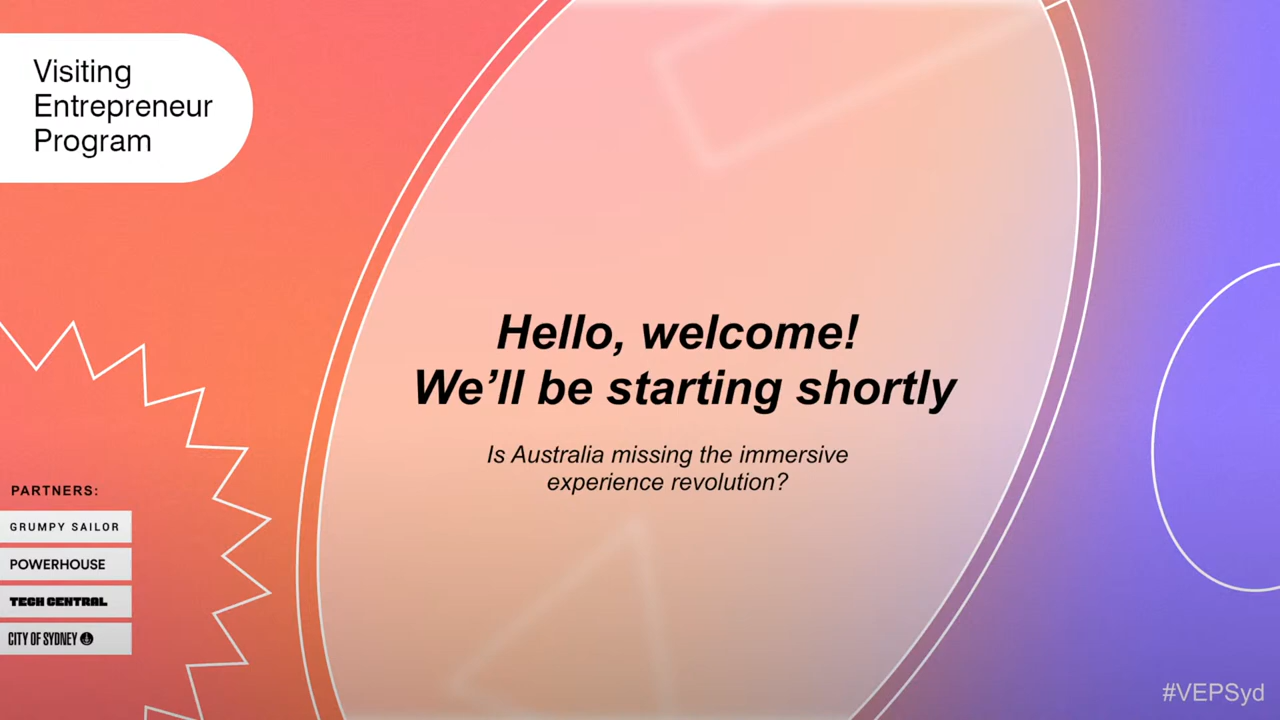 Visiting
Entrepreneur
Program
Hello, welcome!
We’ll be starting shortly
Is Australia missing the immersive
experience revolution?
PARTNERS:
GRUMPY SAILOR
POWERHOUSE
TECH CENTRAL
CITY OF SYDNEY
#VEPSyd